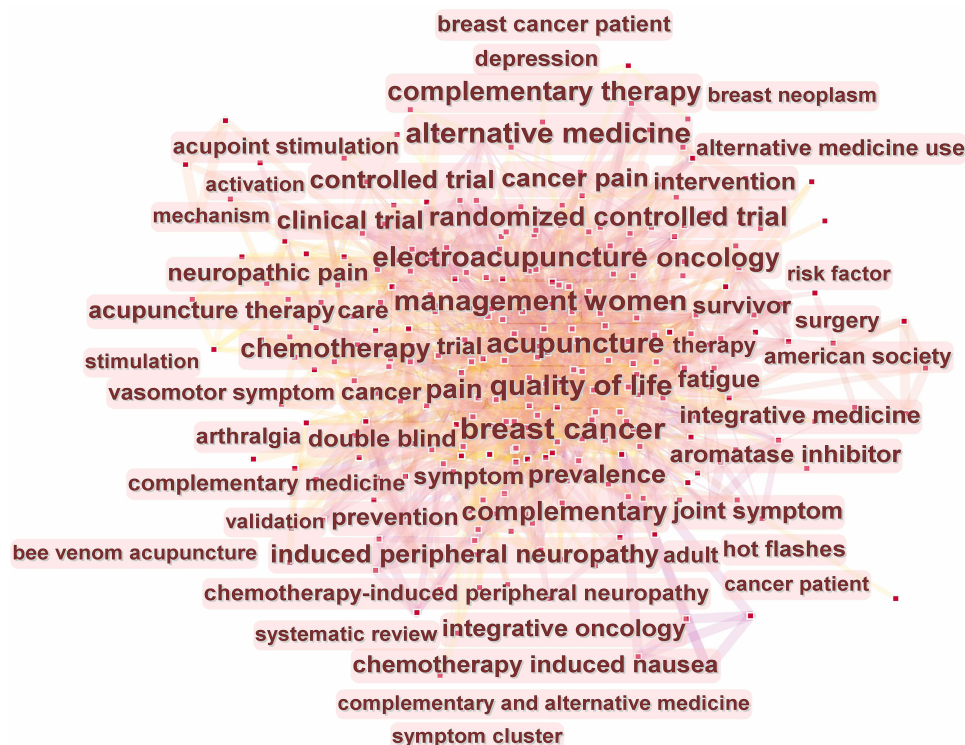 breast cancer patient
depression
complementary therapy breast neoplasm
alternative medicine
acupoint stimulation alternative medicine use
activation controlled trial cancer pain intervention
mechanism clinical trial randomized controlled trial
electroacupuncture oncology
neuropathic pain risk factor
management women survivor
acupuncture therapy care surgery
chemotherapy trial acupuncture therapy
stimulation american society
vasomotor symptom cancer pain quality of life fatigue
integrative medicine
arthralgia double blind breast cancer
aromatase inhibitor
complementary medicine symptom prevalence
validation prevention complementary joint symptom
bee venom acupuncture induced peripheral neuropathy adult hot flashes
cancer patient
chemotherapy-induced peripheral neuropathy
systematic review integrative oncology
chemotherapy induced nausea
complementary and alternative medicine
symptom cluster